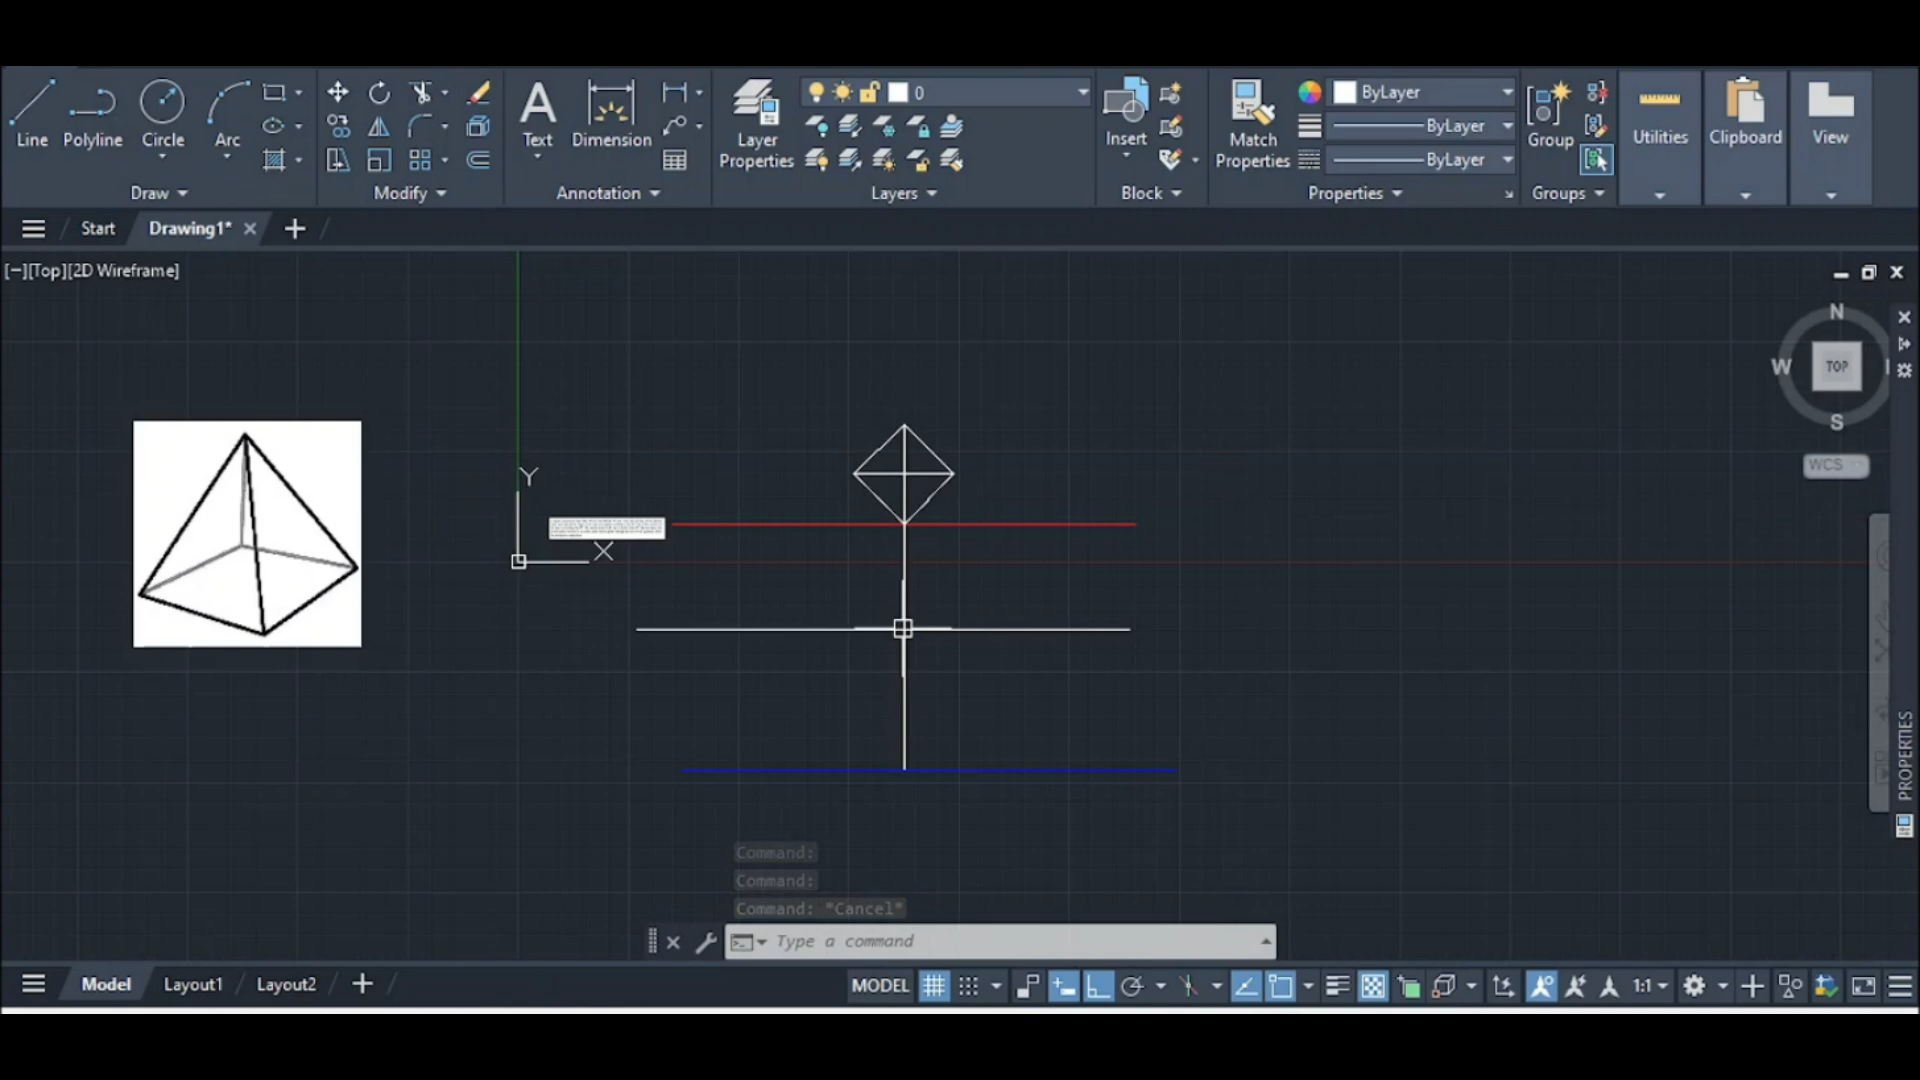 Line
Polyline
Circle
Arc
Draw
Modify
Text
Dimension
Annotation
Layer
Properties
0
Layers
Insert
Block
Match
Properties
ByLayer
ByLayer
ByLayer
Properties
Group
Groups
Utilities
Clipboard
View
Start
Drawing1*
[−][Top][2D Wireframe]
N
W
TOP
S
WCS
Y
X
PROPERTIES
Command:
Command:
Command: "Cancel"
Type a command
Model
Layout1
Layout2
MODEL
1:1